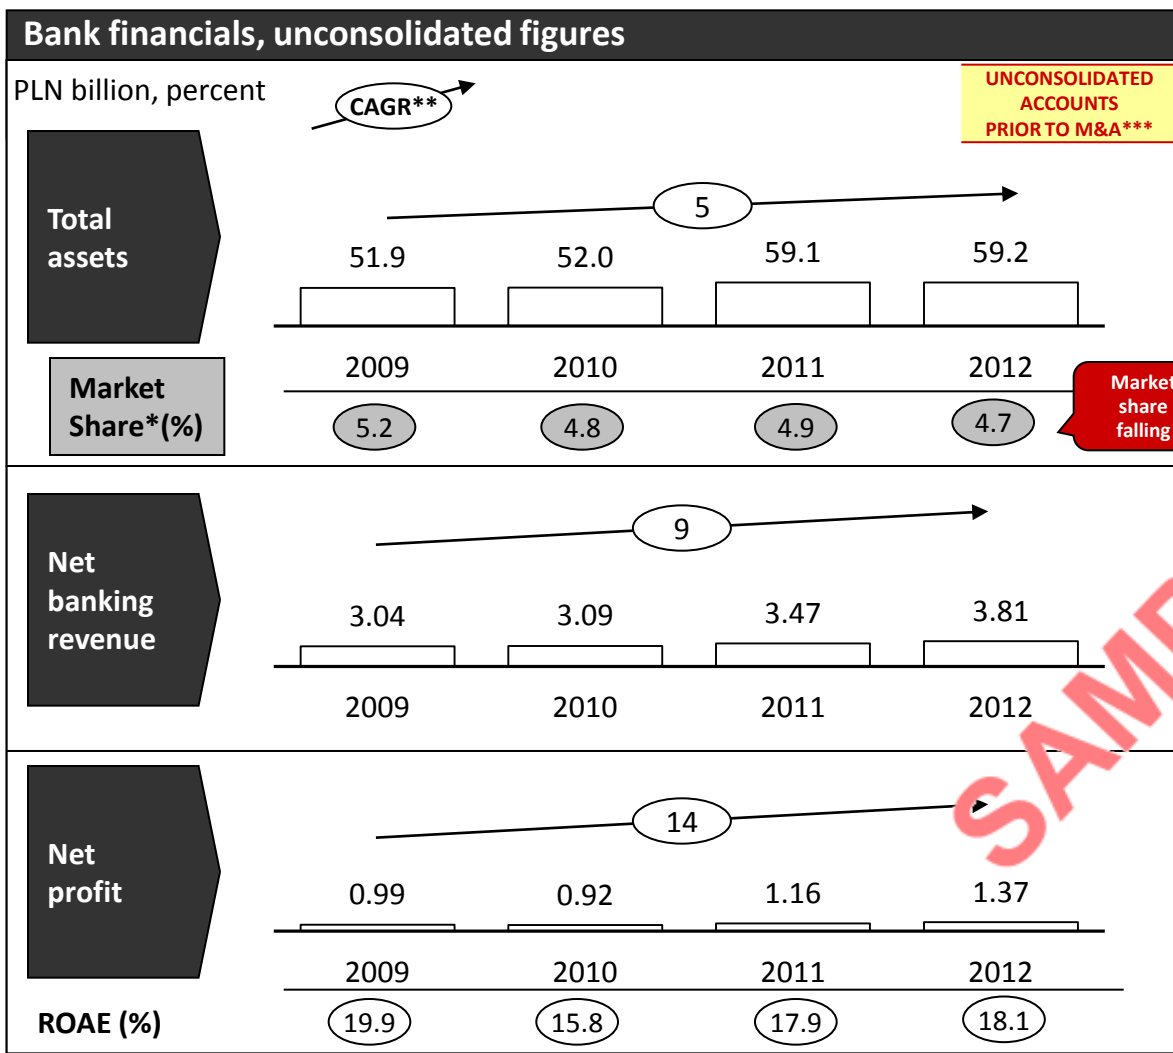 Bank financials, unconsolidated figures
PLN billion, percent
CAGR**
UNCONSOLIDATED
ACCOUNTS
PRIOR TO M&A***
Total
assets
5
51.9 52.0 59.1 59.2
2009 2010 2011 2012
Market
Share*(%)
5.2 4.8 4.9 4.7
Market
share
falling
Net
banking
revenue
9
3.04 3.09 3.47 3.81
2009 2010 2011 2012
Net
profit
14
0.99 0.92 1.16 1.37
2009 2010 2011 2012
ROAE (%)
19.9 15.8 17.9 18.1